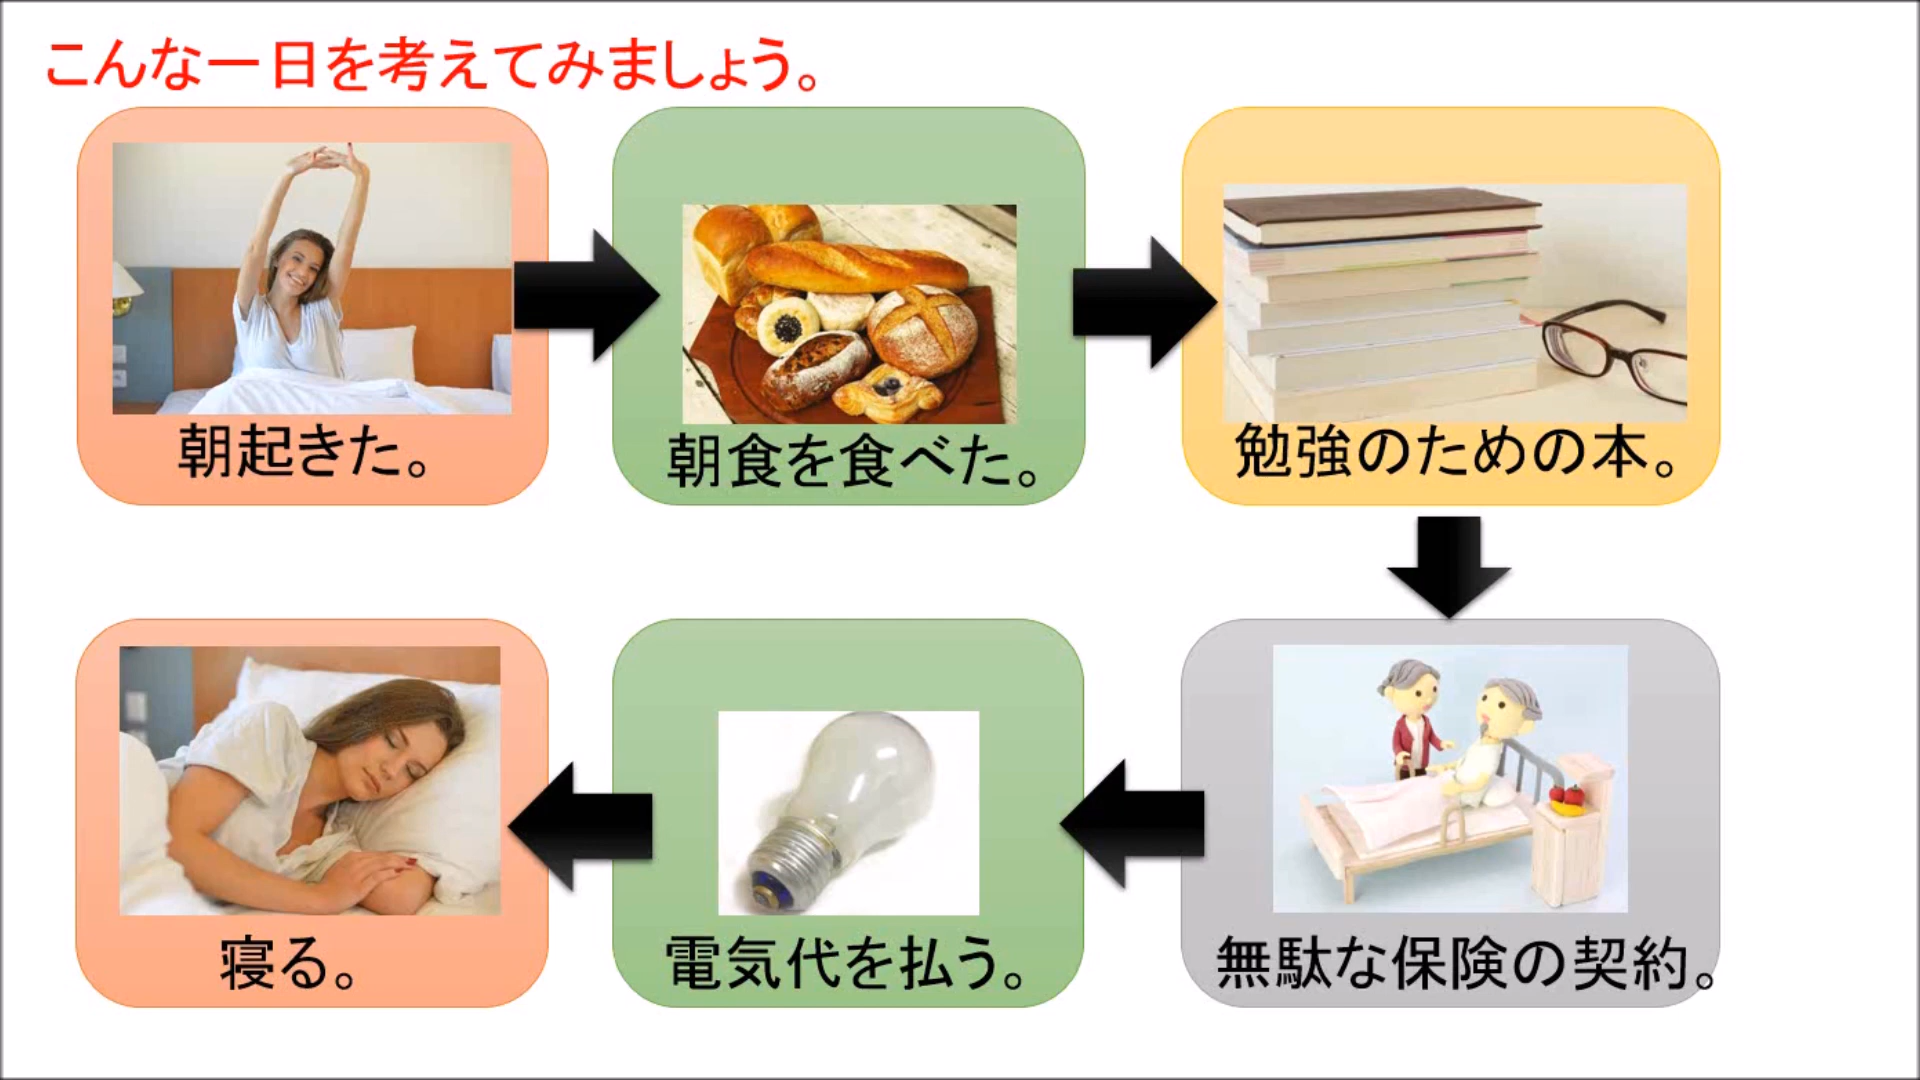 こんな一日を考えてみましょう。
朝起きた。
朝食を食べた。
勉強のための本。
無駄な保険の契約。
電気代を払う。
寝る。